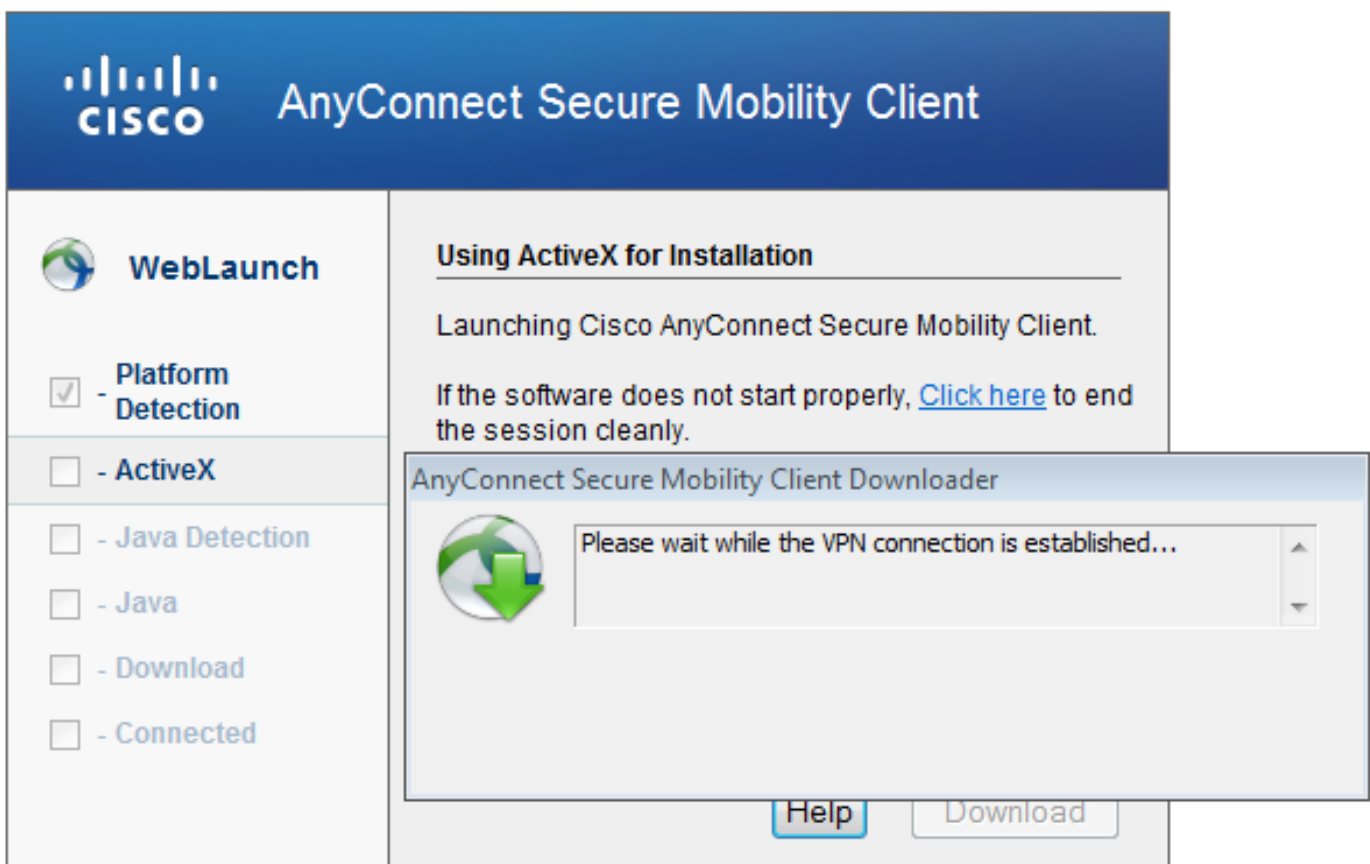 CISCO
AnyConnect Secure Mobility Client
WebLaunch
- Platform
Detection
- ActiveX
- Java Detection
- Java
- Download
- Connected
Using ActiveX for Installation
Launching Cisco AnyConnect Secure Mobility Client.
If the software does not start properly, Click here to end
the session cleanly.
AnyConnect Secure Mobility Client Downloader
Please wait while the VPN connection is established...
Help
Download